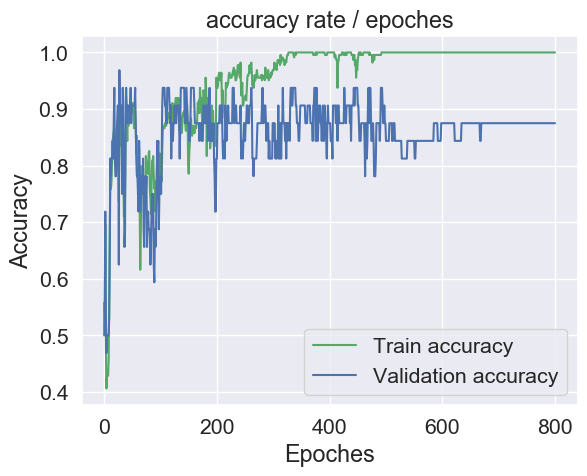 accuracy rate / epoches
1.0
0.9
0.8
0.7
0.6
0.5
0.4
Accuracy
Train accuracy
Validation accuracy
0 200 400 600 800
Epoches